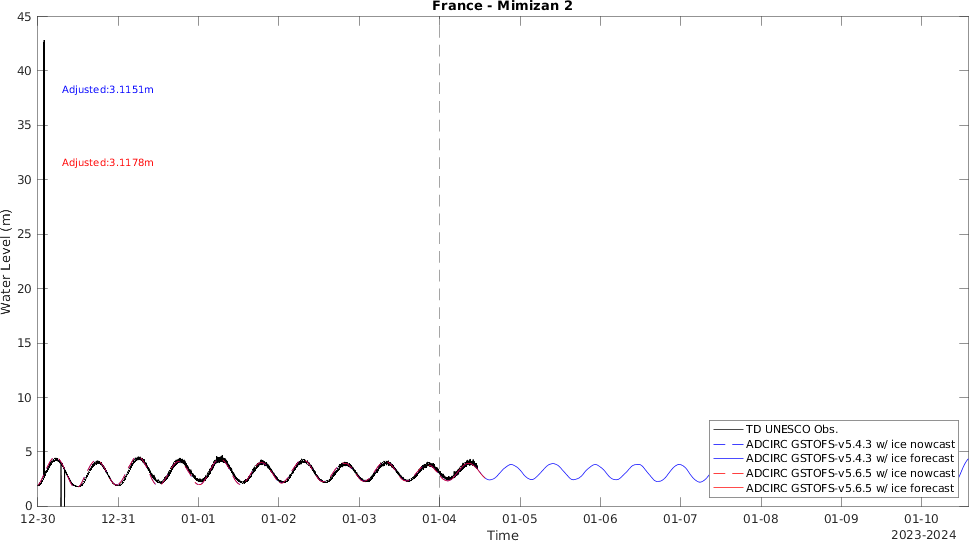 France - Mimizan 2
45
40
35
30
25
20
15
10
5
0
Water Level (m)
Adjusted:3.1151m
Adjusted:3.1178m
TD UNESCO Obs.
ADCIRC GSTOFS-v5.4.3 w/ ice nowcast
ADCIRC GSTOFS-v5.4.3 w/ ice forecast
ADCIRC GSTOFS-v5.6.5 w/ ice nowcast
ADCIRC GSTOFS-v5.6.5 w/ ice forecast
12-30 12-31 01-01 01-02 01-03 01-04 01-05 01-06 01-07 01-08 01-09 01-10
Time
2023-2024